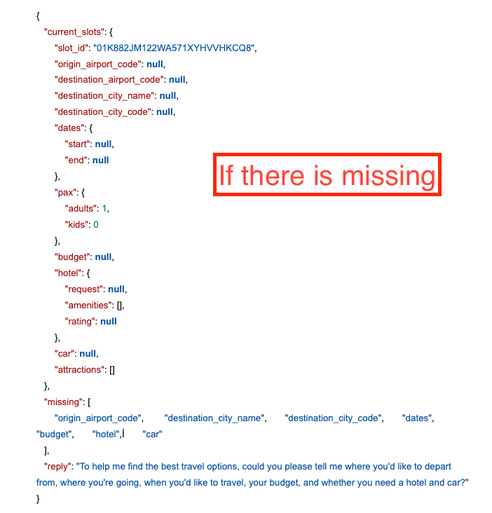 {
"current_slots": {
"slot_id": "01K882JM122WA571XYHVVHKCQ8",
"origin_airport_code": null,
"destination_airport_code": null,
"destination_city_name": null,
"destination_city_code": null,
"dates": {
"start": null,
"end": null
},
"pax": {
"adults": 1,
"kids": 0
},
"budget": null,
"hotel": {
"request": null,
"amenities": [],
"rating": null
},
"car": null,
"attractions": []
},
If there is missing
"missing": [
"origin_airport_code", "destination_city_name", "destination_city_code", "dates",
"budget", "hotel", "car"
],
"reply": "To help me find the best travel options, could you please tell me where you'd like to depart
from, where you're going, when you'd like to travel, your budget, and whether you need a hotel and car?"
}